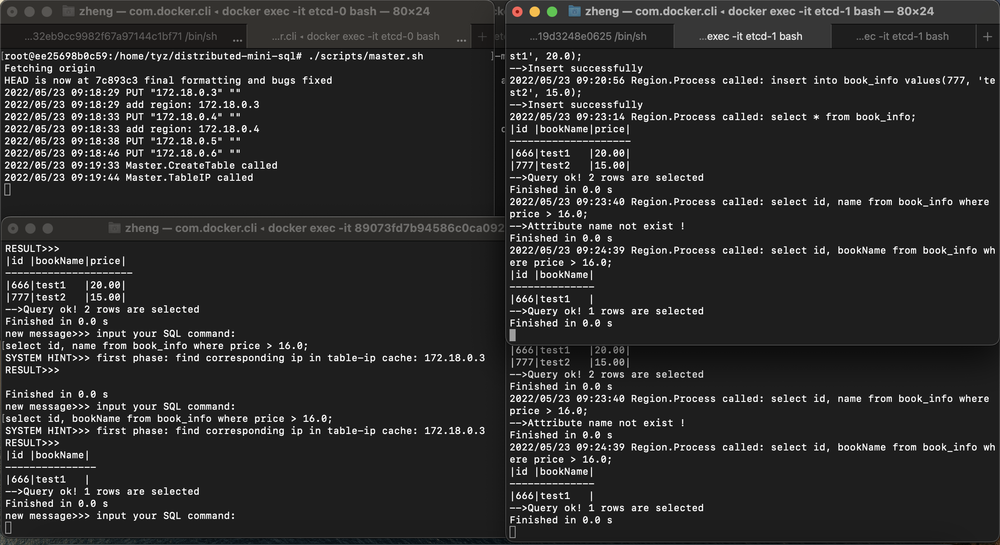 zheng — com.docker.cli ◂ docker exec -it etcd-0 bash — 80×24
...32eb9cc9982f67a97144c1bf71 /bin/sh ...
...r.cli ◂ docker exec -it etcd-0 bash ...
+
[root@ee25698b0c59:/home/tyz/distributed-mini-sql# ./scripts/master.sh ]
Fetching origin
HEAD is now at 7c893c3 final formatting and bugs fixed
2022/05/23 09:18:29 PUT "172.18.0.3" ""
2022/05/23 09:18:29 add region: 172.18.0.3
2022/05/23 09:18:33 PUT "172.18.0.4" ""
2022/05/23 09:18:33 add region: 172.18.0.4
2022/05/23 09:18:38 PUT "172.18.0.5" ""
2022/05/23 09:18:46 PUT "172.18.0.6" ""
2022/05/23 09:19:33 Master.CreateTable called
2022/05/23 09:19:44 Master.TableIP called
zheng — com.docker.cli ◂ docker exec -it 89073fd7b94586c0ca092
RESULT>>>
|id |bookName|price|
---------------------
|666|test1   |20.00|
|777|test2   |15.00|
-->Query ok! 2 rows are selected
Finished in 0.0 s
new message>>> input your SQL command:
[select id, name from book_info where price > 16.0;
SYSTEM HINT>>> first phase: find corresponding ip in table-ip cache: 172.18.0.3
RESULT>>>
Finished in 0.0 s
new message>>> input your SQL command:
[select id, bookName from book_info where price > 16.0;
SYSTEM HINT>>> first phase: find corresponding ip in table-ip cache: 172.18.0.3
RESULT>>>
|id |bookName|
---------------
|666|test1   |
-->Query ok! 1 rows are selected
Finished in 0.0 s
new message>>> input your SQL command:
zheng — com.docker.cli ◂ docker exec -it etcd-1 bash — 80×24
...19d3248e0625 /bin/sh
...exec -it etcd-1 bash
...ec -it etcd-1 bash
+
st1', 20.0);
-->Insert successfully
2022/05/23 09:20:56 Region.Process called: insert into book_info values(777, 'te
st2', 15.0);
-->Insert successfully
2022/05/23 09:23:14 Region.Process called: select * from book_info;
|id |bookName|price|
--------------------
|666|test1   |20.00|
|777|test2   |15.00|
-->Query ok! 2 rows are selected
Finished in 0.0 s
2022/05/23 09:23:40 Region.Process called: select id, name from book_info where
price > 16.0;
-->Attribute name not exist !
Finished in 0.0 s
2022/05/23 09:24:39 Region.Process called: select id, bookName from book_info wh
ere price > 16.0;
|id |bookName|
--------------
|666|test1   |
-->Query ok! 1 rows are selected
Finished in 0.0 s
|666|test1   |20.00|
|777|test2   |15.00|
-->Query ok! 2 rows are selected
Finished in 0.0 s
2022/05/23 09:23:40 Region.Process called: select id, name from book_info where
price > 16.0;
-->Attribute name not exist !
Finished in 0.0 s
2022/05/23 09:24:39 Region.Process called: select id, bookName from book_info wh
ere price > 16.0;
|id |bookName|
--------------
|666|test1   |
-->Query ok! 1 rows are selected
Finished in 0.0 s